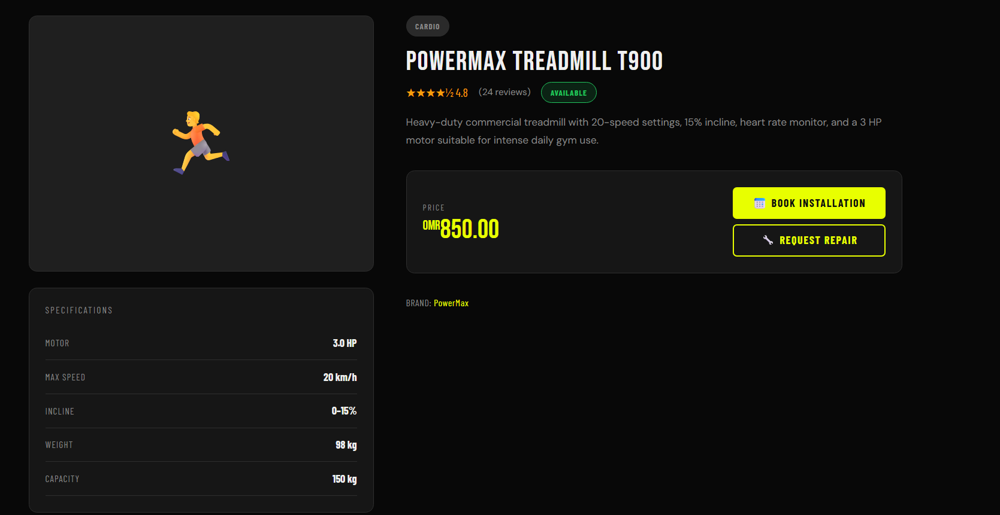 CARDIO
POWERMAX TREADMILL T900
★★★★½ 4.8 (24 reviews) AVAILABLE
Heavy-duty commercial treadmill with 20-speed settings, 15% incline, heart rate monitor, and a 3 HP
motor suitable for intense daily gym use.
PRICE
OMR850.00
BOOK INSTALLATION
REQUEST REPAIR
BRAND: PowerMax
SPECIFICATIONS
MOTOR 3.0 HP
MAX SPEED 20 km/h
INCLINE 0–15%
WEIGHT 98 kg
CAPACITY 150 kg